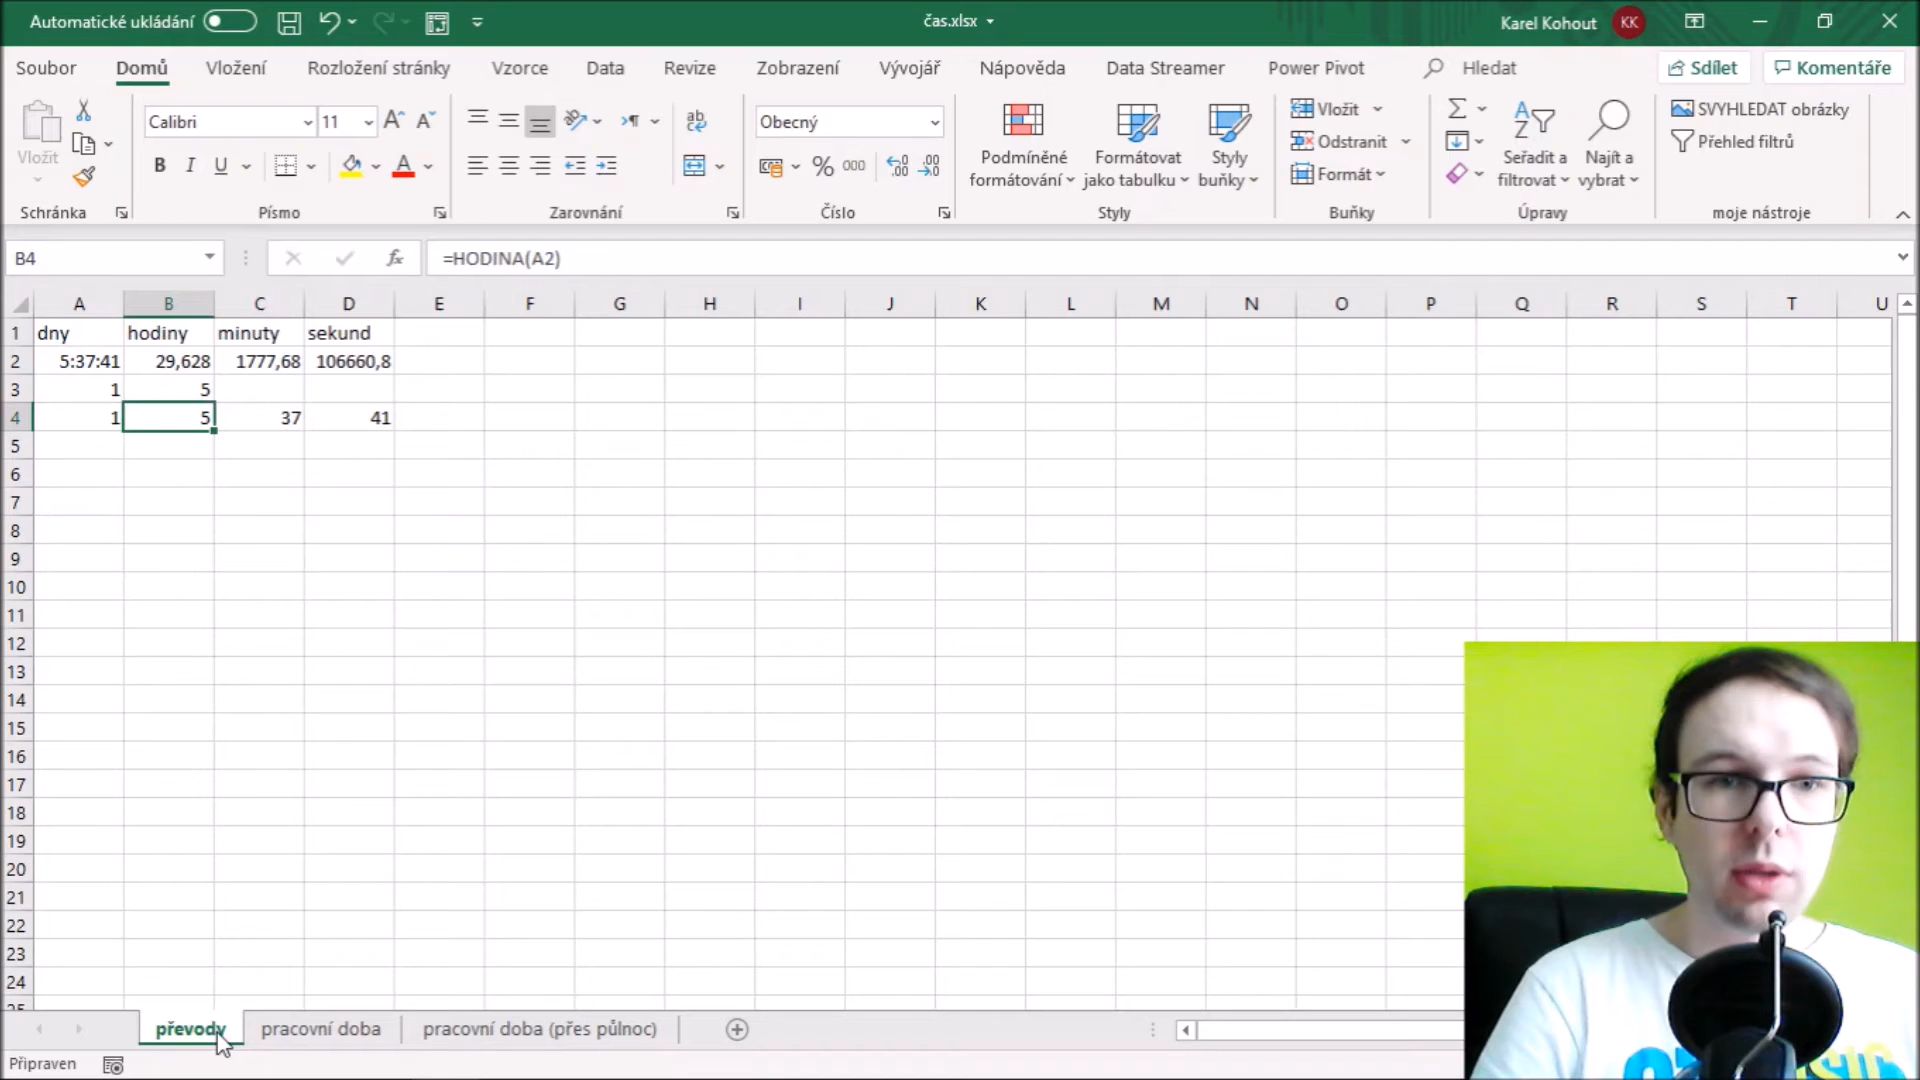 Automatické ukládání
čas.xlsx
Karel Kohout
KK
Soubor
Domů
Vložení
Rozložení stránky
Vzorce
Data
Revize
Zobrazení
Vývojář
Nápověda
Data Streamer
Power Pivot
Hledat
Sdílet
Komentáře
Vložit
Calibri
11
B I U
Obecný
% 000
Podmíněné formátování
Formátovat jako tabulku
Styly buňky
Vložit
Odstranit
Formát
Seřadit a filtrovat
Najít a vybrat
SVYHLEDAT obrázky
Přehled filtrů
Schránka
Písmo
Zarovnání
Číslo
Styly
Buňky
Úpravy
moje nástroje
B4
fx
=HODINA(A2)
A B C D E F G H I J K L M N O P Q R S T U
1 dny hodiny minuty sekund
2 5:37:41 29,628 1777,68 106660,8
3 1 5
4 1 5 37 41
5
6
7
8
9
10
11
12
13
14
15
16
17
18
19
20
21
22
23
24
25
převody
pracovní doba
pracovní doba (přes půlnoc)
Připraven